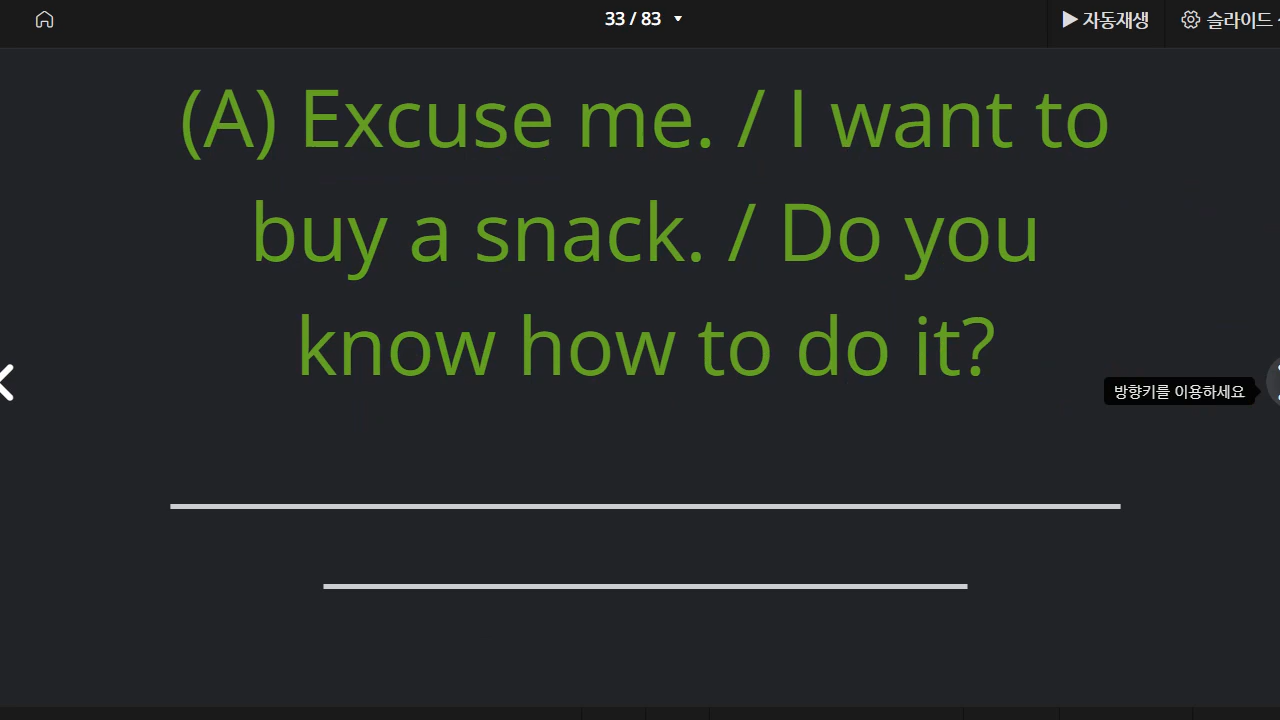 33 / 83
자동재생
슬라이드
(A) Excuse me. / I want to
buy a snack. / Do you
know how to do it?
방향키를 이용하세요